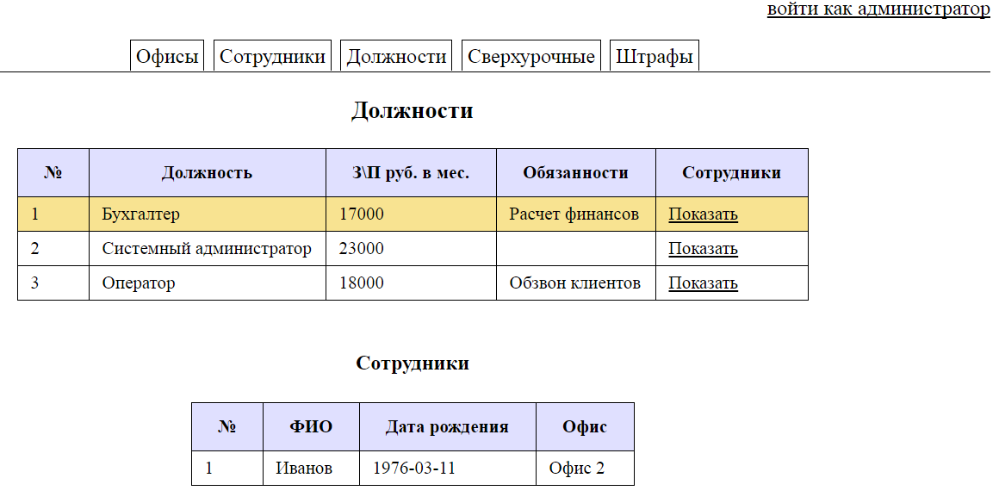 войти как администратор
Офисы Сотрудники Должности Сверхурочные Штрафы
Должности
№ Должность З\П руб. в мес. Обязанности Сотрудники
1 Бухгалтер 17000 Расчет финансов Показать
2 Системный администратор 23000 Показать
3 Оператор 18000 Обзвон клиентов Показать
Сотрудники
№ ФИО Дата рождения Офис
1 Иванов 1976-03-11 Офис 2